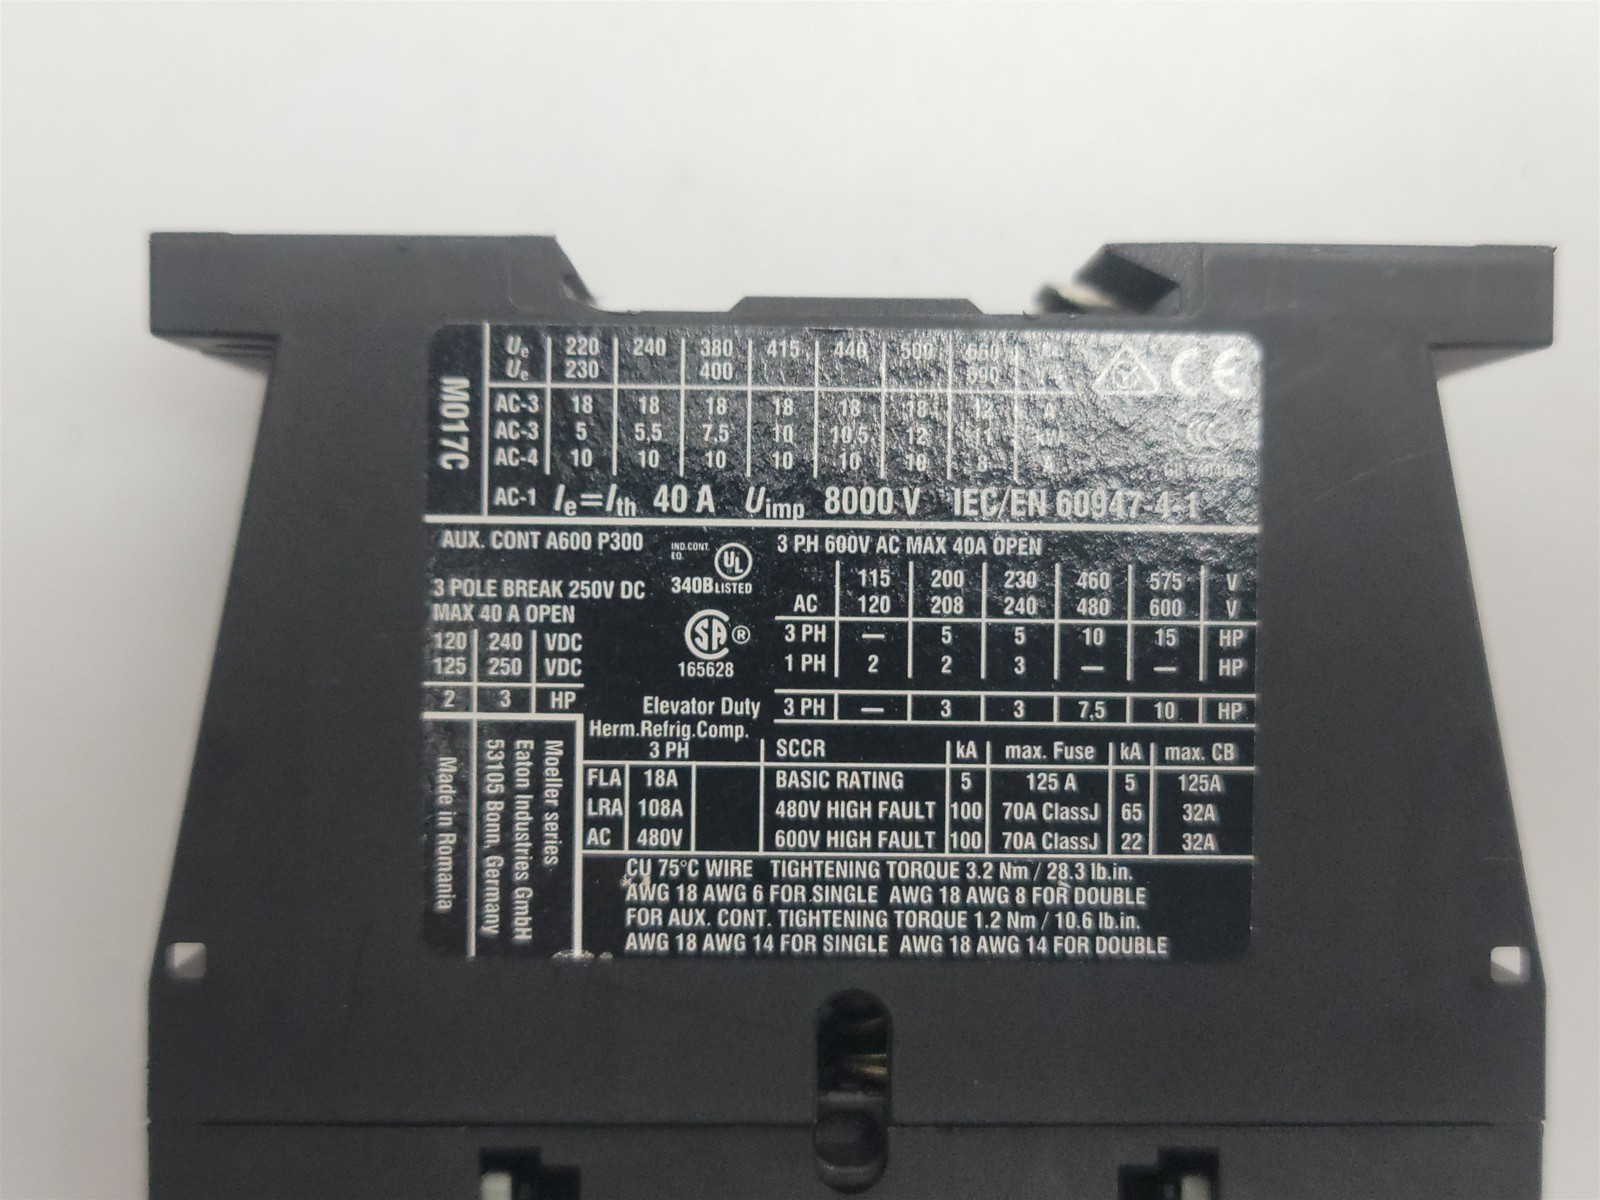 M017C
Ue 220 240 380 415 440 500 660
Ue 230 400 690
AC-3 18 18 18 18 18 18 12 A
AC-3 5 5,5 7,5 10 10,5 12 11 kW
AC-4 10 10 10 10 10 10 8 A
AC-1 Ie=Ith 40 A Uimp 8000 V IEC/EN 60947-4-1
CE
CCC
AUX. CONT A600 P300
3 POLE BREAK 250V DC
MAX 40 A OPEN
120 240 VDC
125 250 VDC
2 3 HP
IND.CONT.
EQ.
UL
340B LISTED
SA ®
165628
3 PH 600V AC MAX 40A OPEN
115 200 230 460 575 V
AC 120 208 240 480 600 V
3 PH — 5 5 10 15 HP
1 PH 2 2 3 — — HP
Elevator Duty 3 PH — 3 3 7,5 10 HP
Herm.Refrig.Comp.
3 PH
FLA 18A
LRA 108A
AC 480V
SCCR kA max. Fuse kA max. CB
BASIC RATING 5 125 A 5 125A
480V HIGH FAULT 100 70A ClassJ 65 32A
600V HIGH FAULT 100 70A ClassJ 22 32A
Moeller series
Eaton Industries GmbH
53105 Bonn, Germany
Made in Romania
CU 75°C WIRE TIGHTENING TORQUE 3.2 Nm / 28.3 lb.in.
AWG 18 AWG 6 FOR SINGLE AWG 18 AWG 8 FOR DOUBLE
FOR AUX. CONT. TIGHTENING TORQUE 1.2 Nm / 10.6 lb.in.
AWG 18 AWG 14 FOR SINGLE AWG 18 AWG 14 FOR DOUBLE